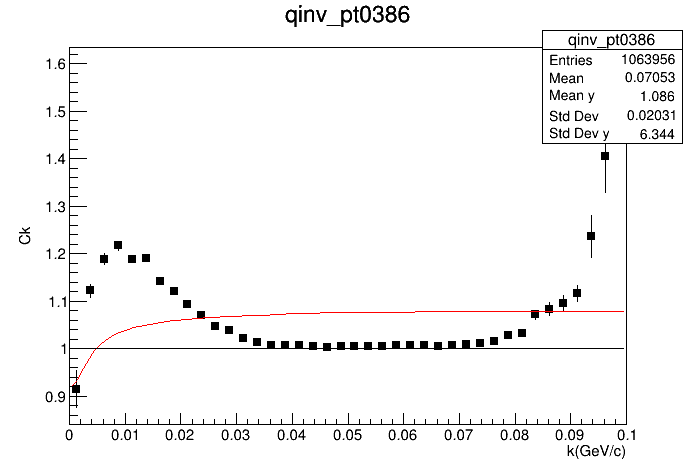 qinv_pt0386
qinv_pt0386
Entries 1063956
Mean 0.07053
Mean y 1.086
Std Dev 0.02031
Std Dev y 6.344
1.6
1.5
1.4
1.3
1.2
1.1
1
0.9
Ck
0 0.01 0.02 0.03 0.04 0.05 0.06 0.07 0.08 0.09 0.1
k(GeV/c)